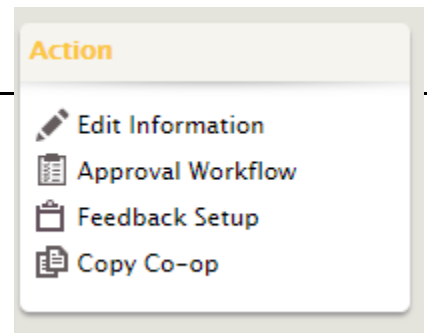 Action
Edit Information
Approval Workflow
Feedback Setup
Copy Co-op